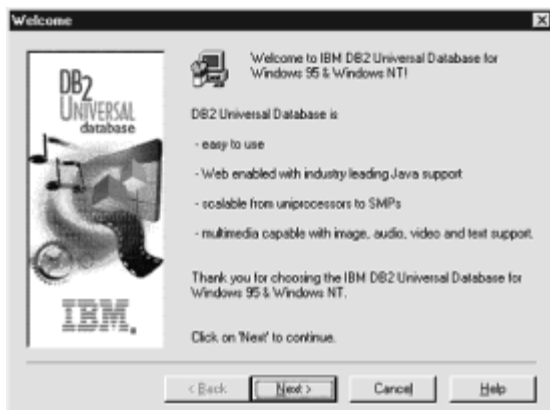 Welcome
DB2
UNIVERSAL
database
IBM.
Welcome to IBM DB2 Universal Database for
Windows 95 & Windows NT!
DB2 Universal Database is
- easy to use
- Web enabled with industry leading Java support
- scalable from uniprocessors to SMPs
- multimedia capable with image, audio, video and text support.
Thank you for choosing the IBM DB2 Universal Database for
Windows 95 & Windows NT.
Click on 'Next' to continue.
< Back
Next >
Cancel
Help